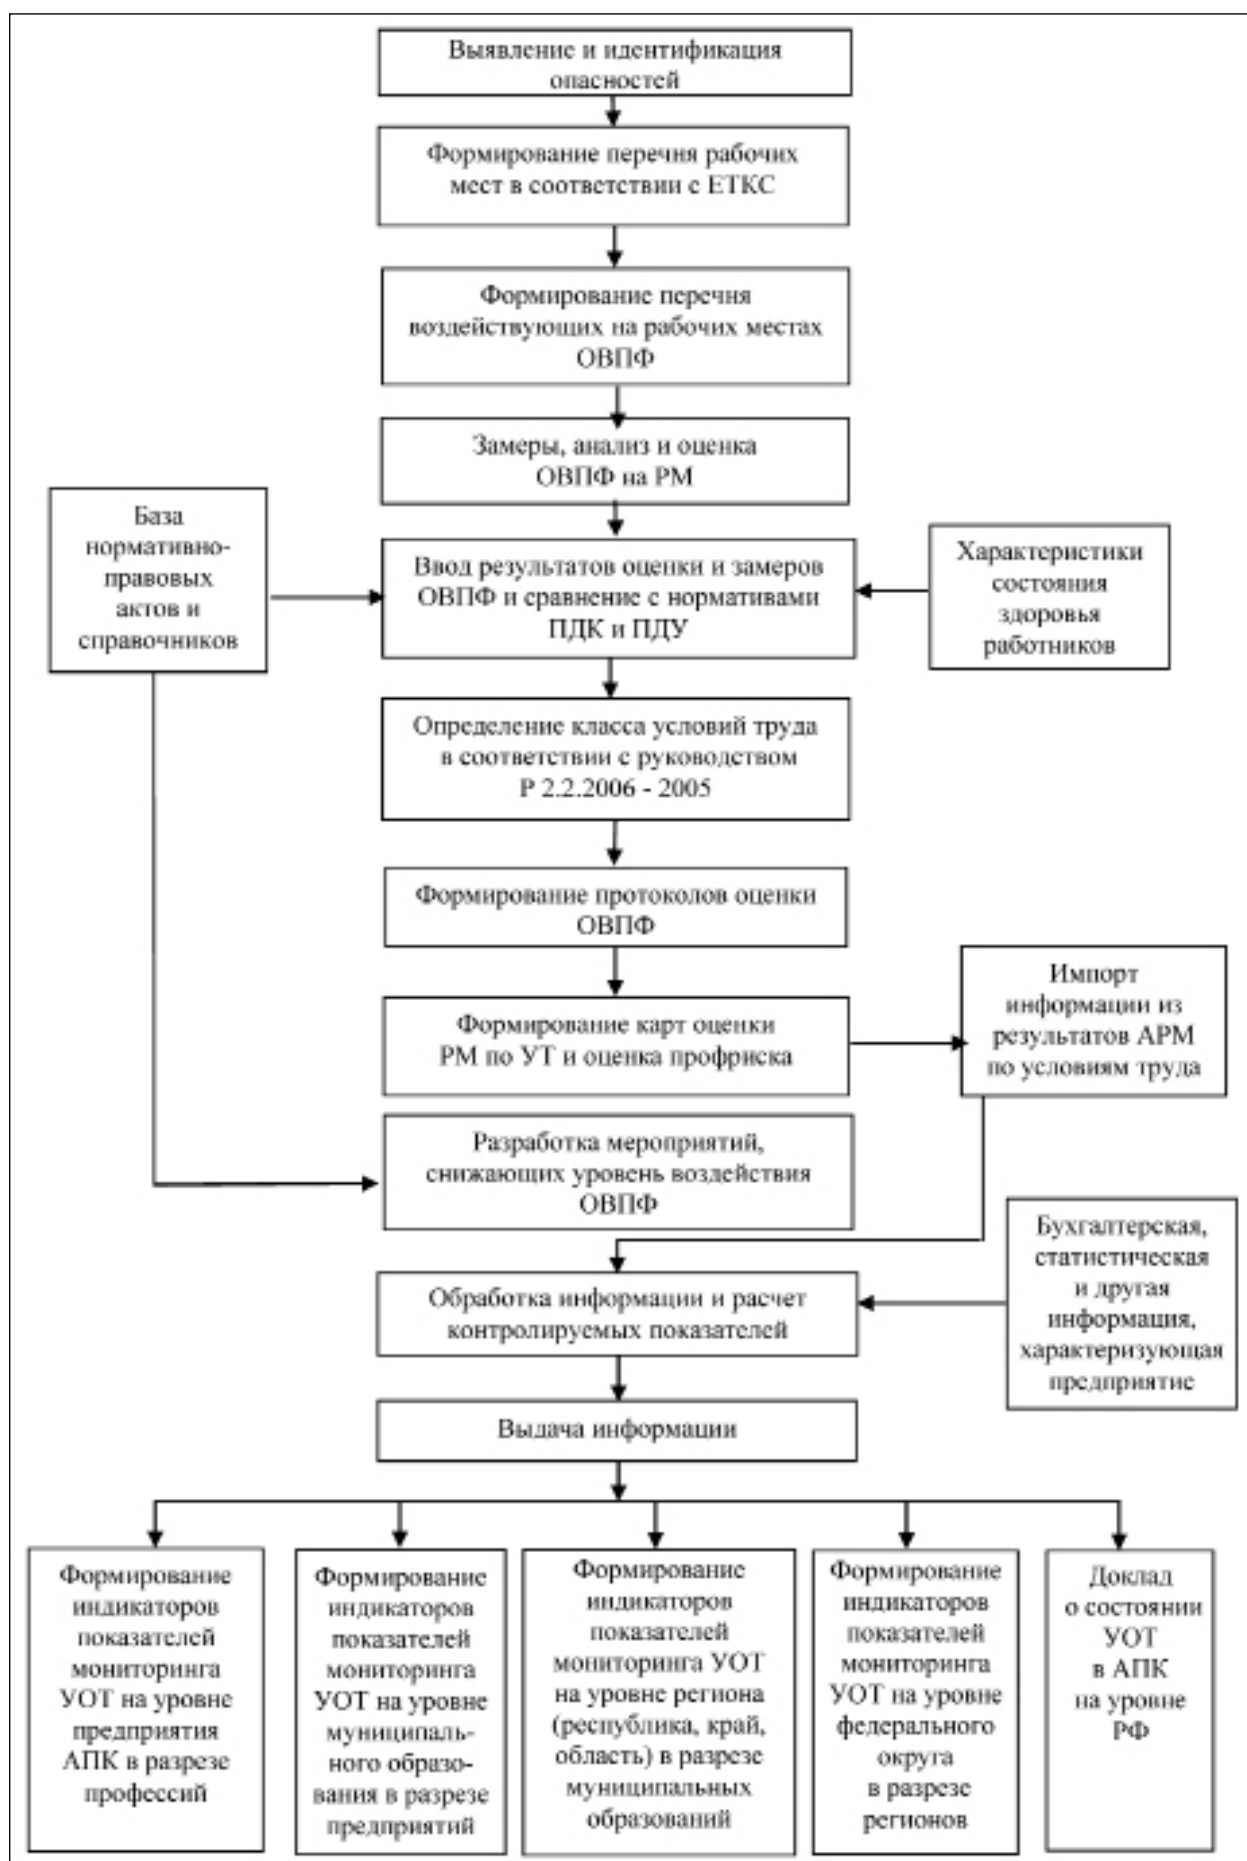 Выявление и идентификация
опасностей
Формирование перечня рабочих
мест в соответствии с ЕТКС
Формирование перечня
воздействующих на рабочих местах
ОВПФ
Замеры, анализ и оценка
ОВПФ на РМ
База
нормативно-
правовых
актов и
справочников
Ввод результатов оценки и замеров
ОВПФ и сравнение с нормативами
ПДК и ПДУ
Характеристики
состояния
здоровья
работников
Определение класса условий труда
в соответствии с руководством
Р 2.2.2006 - 2005
Формирование протоколов оценки
ОВПФ
Формирование карт оценки
РМ по УТ и оценка профриска
Импорт
информации из
результатов АРМ
по условиям труда
Разработка мероприятий,
снижающих уровень воздействия
ОВПФ
Бухгалтерская,
статистическая
и другая
информация,
характеризующая
предприятие
Обработка информации и расчет
контролируемых показателей
Выдача информации
Формирование
индикаторов
показателей
мониторинга
УОТ на уровне
предприятия
АПК в разрезе
профессий
Формирование
индикаторов
показателей
мониторинга
УОТ на уровне
муниципаль-
ного образо-
вания в разрезе
предприятий
Формирование
индикаторов
показателей
мониторинга УОТ
на уровне региона
(республика, край,
область) в разрезе
муниципальных
образований
Формирование
индикаторов
показателей
мониторинга
УОТ на уровне
федерального
округа
в разрезе
регионов
Доклад
о состоянии
УОТ
в АПК
на уровне
РФ